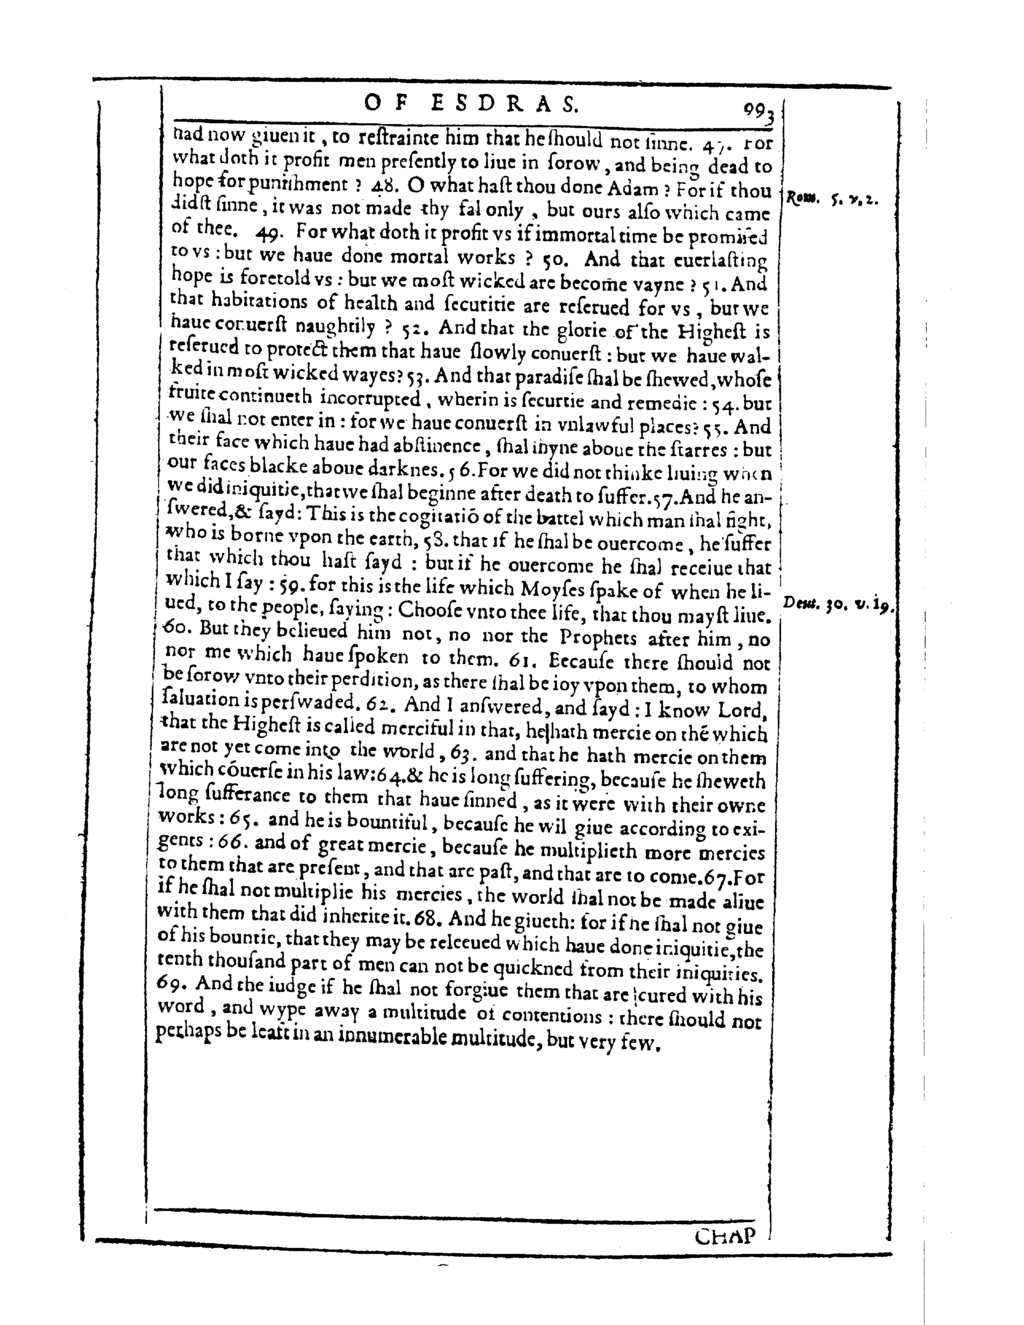 OF ESDRAS. 993
had now giuen it, to reſtrainte him that he ſhould not ſinne. 47. For
what doth it profit men preſently to liue in ſorow, and being dead to
hope for puniſhment ? 48. O what haſt thou done Adam ? For if thou
didſt ſinne, it was not made thy fal only, but ours alſo which came
of thee. 49. For what doth it profit vs if immortal time be promiſed
to vs : but we haue done mortal works ? 50. And that euerlaſting
hope is foretold vs : but we moſt wicked are become vayne ? 51. And
that habitations of health and ſecuritie are reſerued for vs, but we
haue conuerſt naughtily ? 52. And that the glorie of the Higheſt is
reſerued to protect them that haue ſlowly conuerſt : but we haue wal-
ked in moſt wicked wayes? 53. And that paradiſe ſhal be ſhewed, whoſe
fruite continueth incorrupted, wherin is ſecurtie and remedie : 54. but
we ſhal not enter in : for we haue conuerſt in vnlawful places? 55. And
their face which haue had abſtinence, ſhal ſhyne aboue the ſtarres : but
our faces blacke aboue darknes. 56. For we did not thinke liuing when
we did iniquitie, that we ſhal beginne after death to ſuffer. 57. And he an-
ſwered, & ſayd: This is the cogitatiō of the battel which man ſhal fight,
who is borne vpon the earth, 58. that if he ſhal be ouercome, he ſuffer
that which thou haſt ſayd : but if he ouercome he ſhal receiue that
which I ſay : 59. for this is the life which Moyſes ſpake of when he li-
ued, to the people, ſaying : Chooſe vnto thee life, that thou mayſt liue.
60. But they belieued him not, no nor the Prophets after him, no
nor me which haue ſpoken to them. 61. Becauſe there ſhould not
be ſorow vnto their perdition, as there ſhal be ioy vpon them, to whom
ſaluation is perſwaded. 62. And I anſwered, and ſayd : I know Lord,
that the Higheſt is called merciful in that, he hath mercie on thē which
are not yet come into the world, 63. and that he hath mercie on them
which cōuerſe in his law: 64. & he is long ſuffering, becauſe he ſheweth
long ſufferance to them that haue ſinned, as it were with their owne
works : 65. and he is bountiful, becauſe he wil giue according to exi-
gents : 66. and of great mercie, becauſe he multiplieth more mercies
to them that are preſent, and that are paſt, and that are to come. 67. For
if he ſhal not multiplie his mercies, the world ſhal not be made aliue
with them that did inherite it. 68. And he giueth: for if he ſhal not giue
of his bountie, that they may be releeued which haue done iniquitie, the
tenth thouſand part of men can not be quickned from their iniquities.
69. And the iudge if he ſhal not forgiue them that are cured with his
word, and wype away a multitude of contentions : there ſhould not
perhaps be leaft in an innumerable multitude, but very few.
Rom. 5. v. 2.
Deut. 30. v. 19.
CHAP